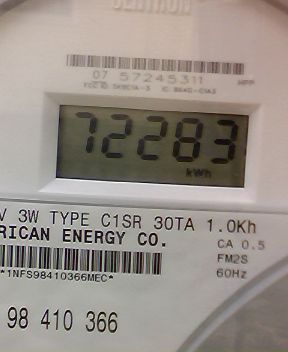 CENTRON
07 57245311
72283
kWh
V 3W TYPE C1SR 30TA 1.0Kh
RICAN ENERGY CO.
CA 0.5
FM2S
60Hz
*1NFS98410366MEC*
98 410 366